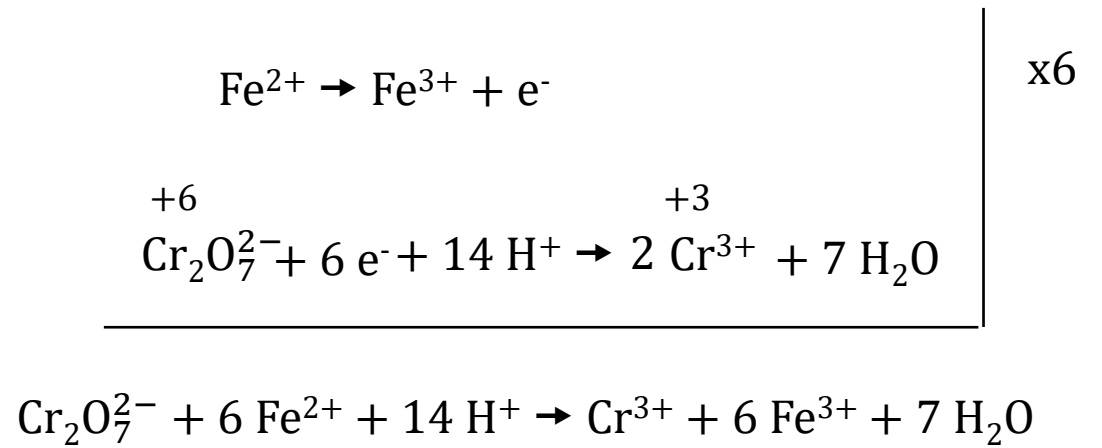 Fe²⁺ → Fe³⁺ + e⁻ x6
+6 +3
Cr₂O₇²⁻ + 6 e⁻ + 14 H⁺ → 2 Cr³⁺ + 7 H₂O
Cr₂O₇²⁻ + 6 Fe²⁺ + 14 H⁺ → Cr³⁺ + 6 Fe³⁺ + 7 H₂O